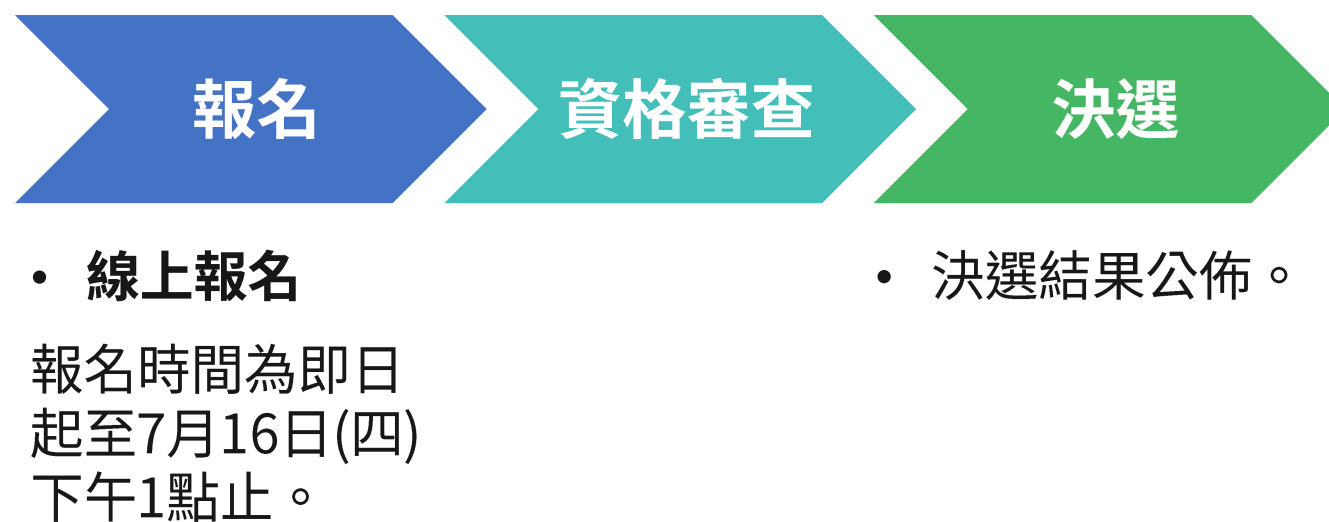 報名
資格審查
決選
• 線上報名
報名時間為即日
起至7月16日(四)
下午1點止。
• 決選結果公佈。